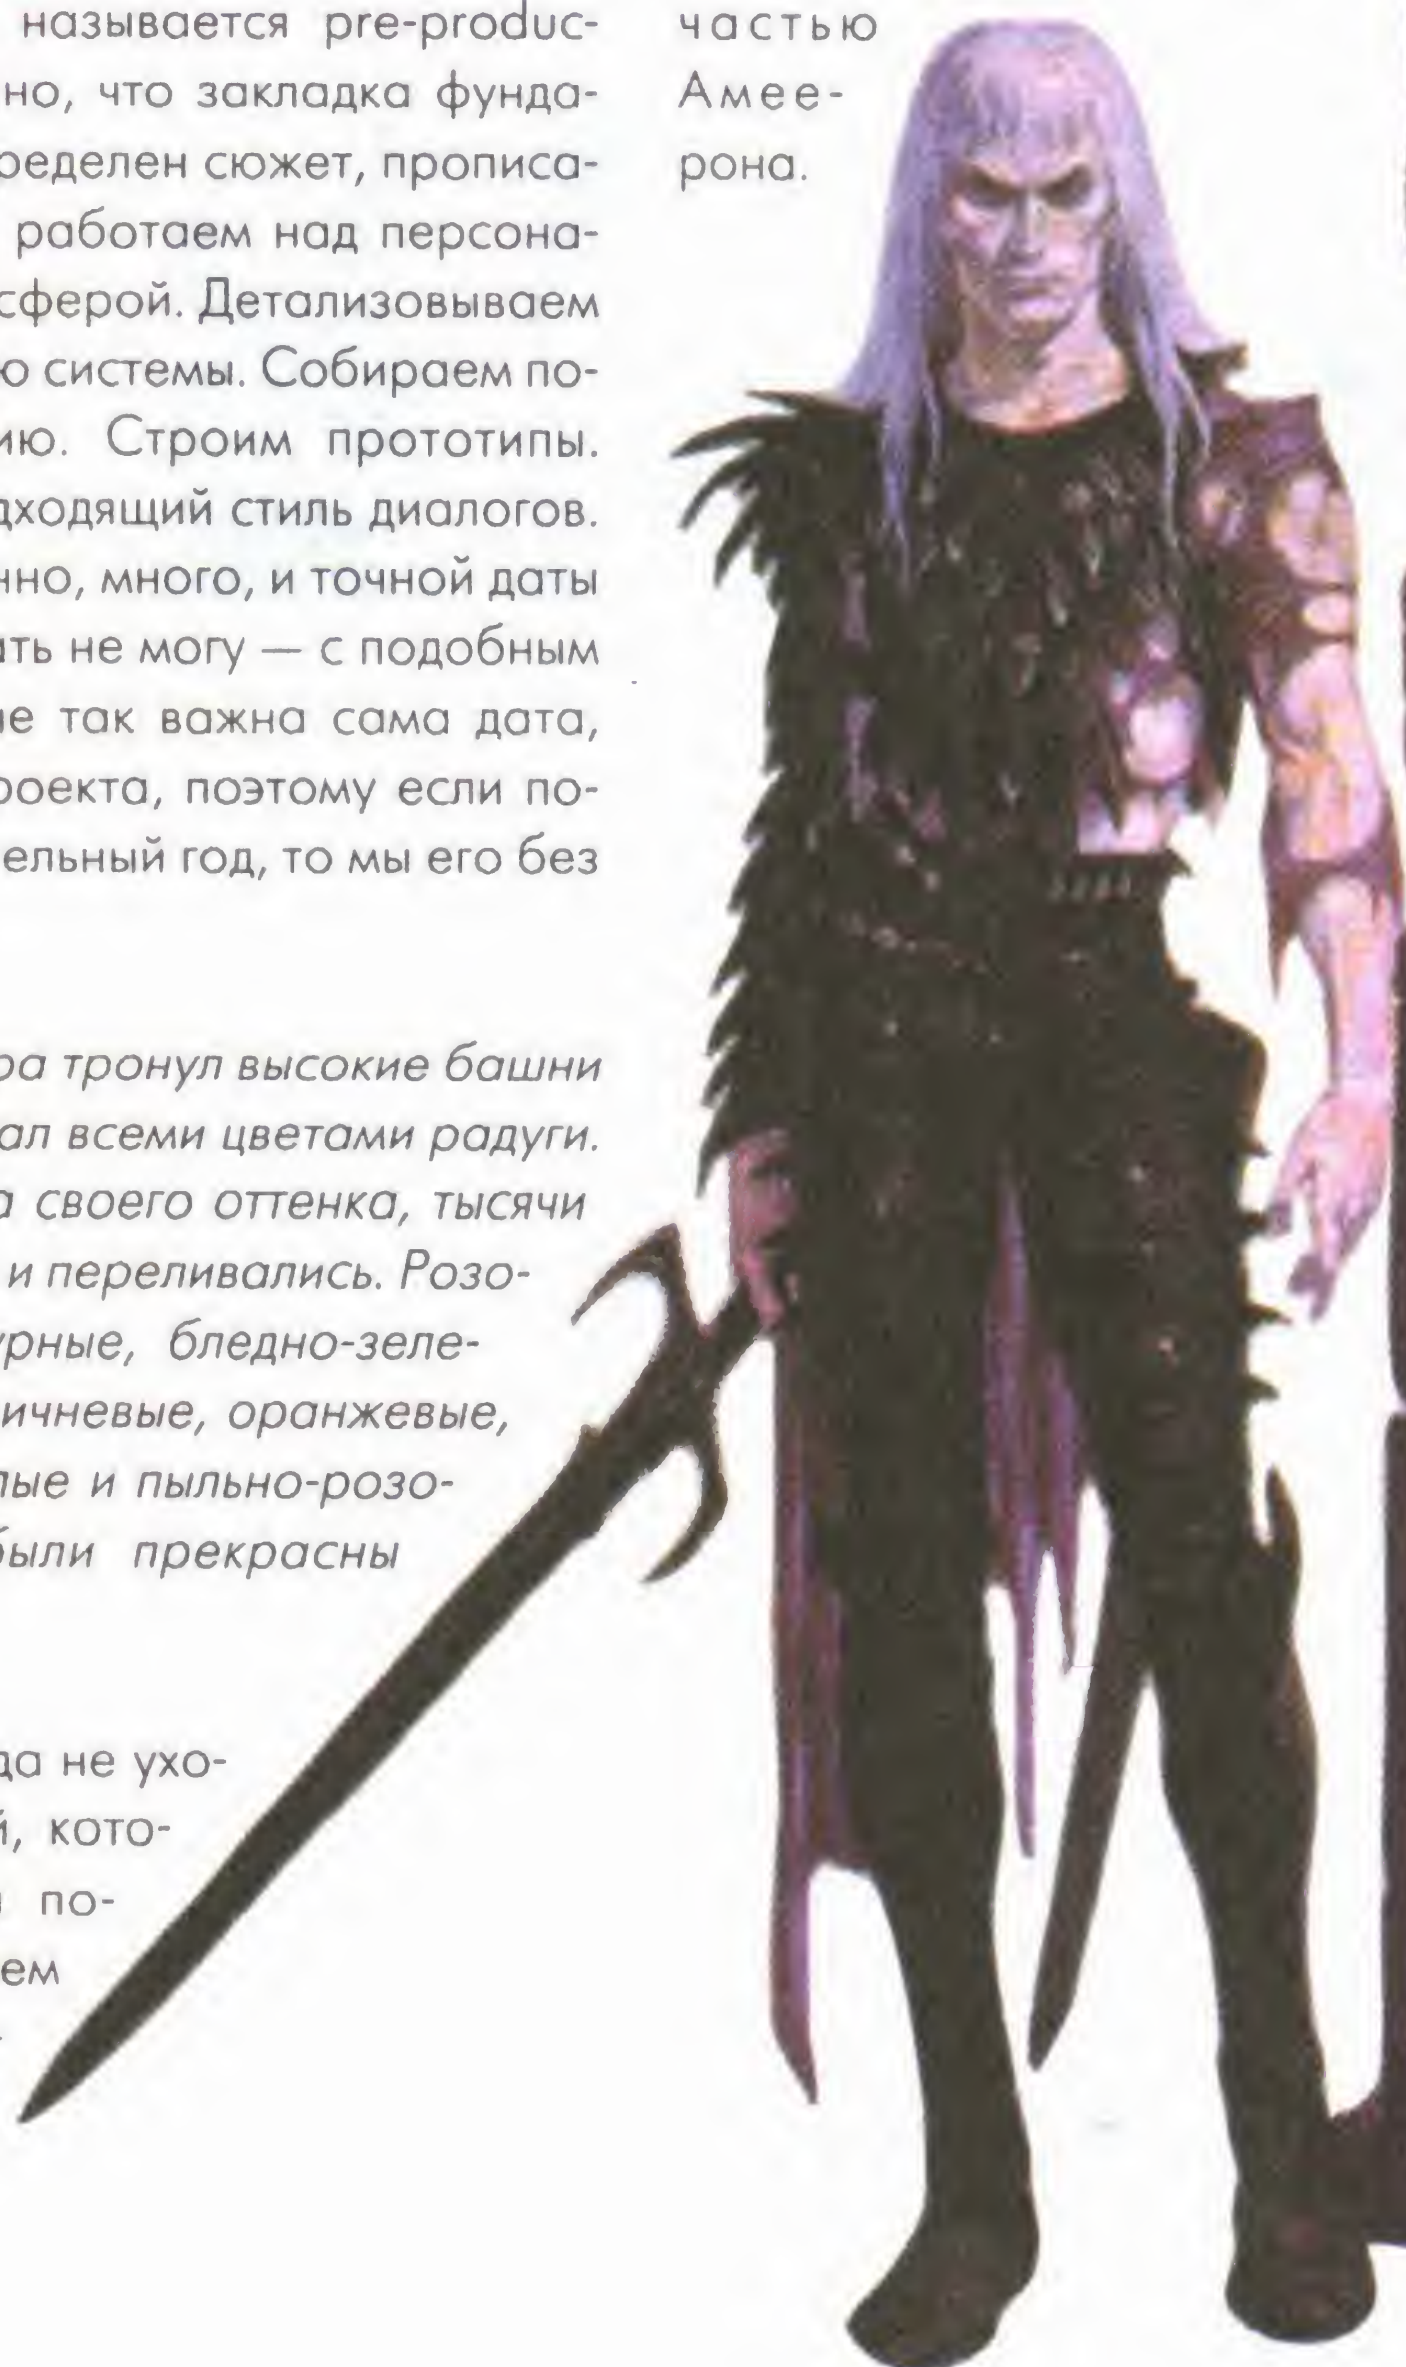 называется pre-produc-
но, что закладка фунда-
ределен сюжет, прописа-
работаем над персона-
сферой. Детализовываем
ю системы. Собираем по-
ию. Строим прототипы.
дходящий стиль диалогов.
нно, много, и точной даты
ать не могу — с подобным
не так важна сама дата,
роекта, поэтому если по-
ельный год, то мы его без
ра тронул высокие башни
ал всеми цветами радуги.
а своего оттенка, тысячи
и переливались. Розо-
урные, бледно-зеле-
ичневые, оранжевые,
лые и пыльно-розо-
были прекрасны
да не ухо-
й, кото-
по-
ем
частью
Амее-
рона.